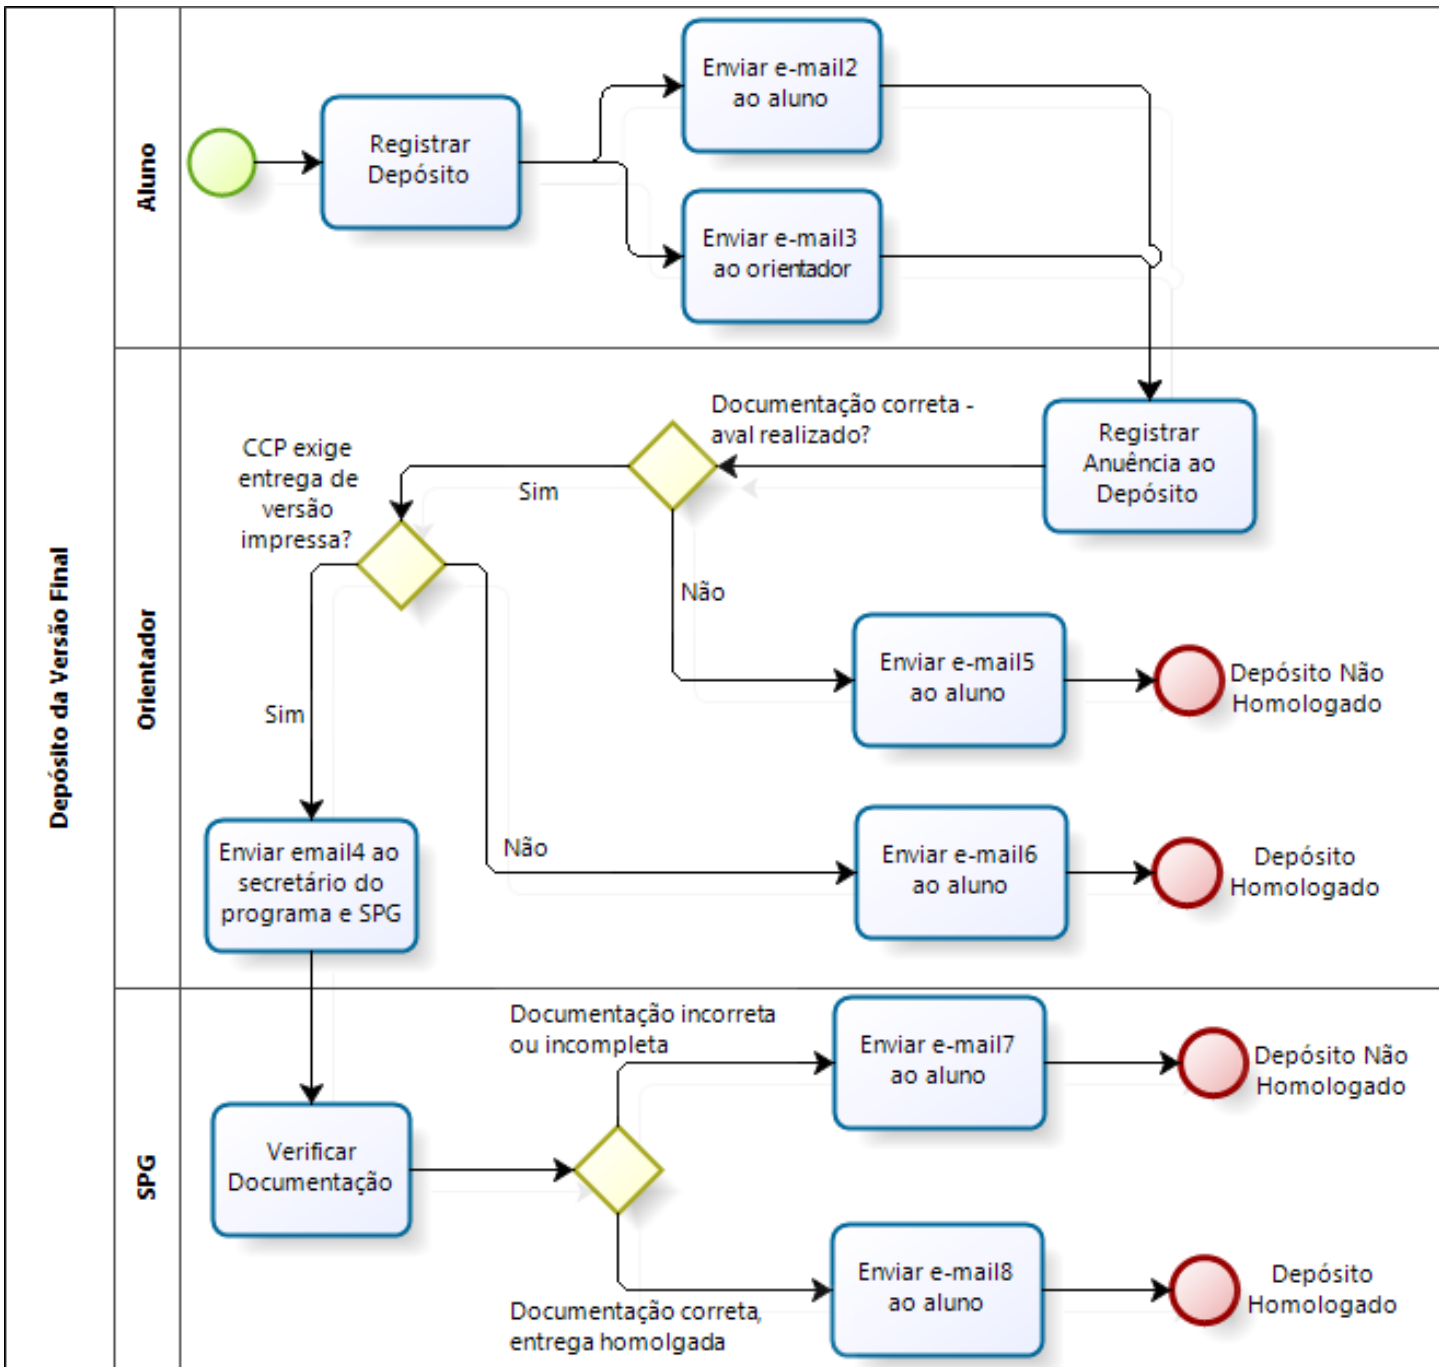 Depósito da Versão Final
Aluno
Registrar
Depósito
Enviar e-mail2
ao aluno
Enviar e-mail3
ao orientador
Orientador
Documentação correta -
aval realizado?
Registrar
Anuência ao
Depósito
CCP exige
entrega de
versão
impressa?
Sim
Não
Enviar e-mail5
ao aluno
Depósito Não
Homologado
Sim
Não
Enviar email4 ao
secretário do
programa e SPG
Enviar e-mail6
ao aluno
Depósito
Homologado
SPG
Documentação incorreta
ou incompleta
Enviar e-mail7
ao aluno
Depósito Não
Homologado
Verificar
Documentação
Documentação correta,
entrega homolgada
Enviar e-mail8
ao aluno
Depósito
Homologado